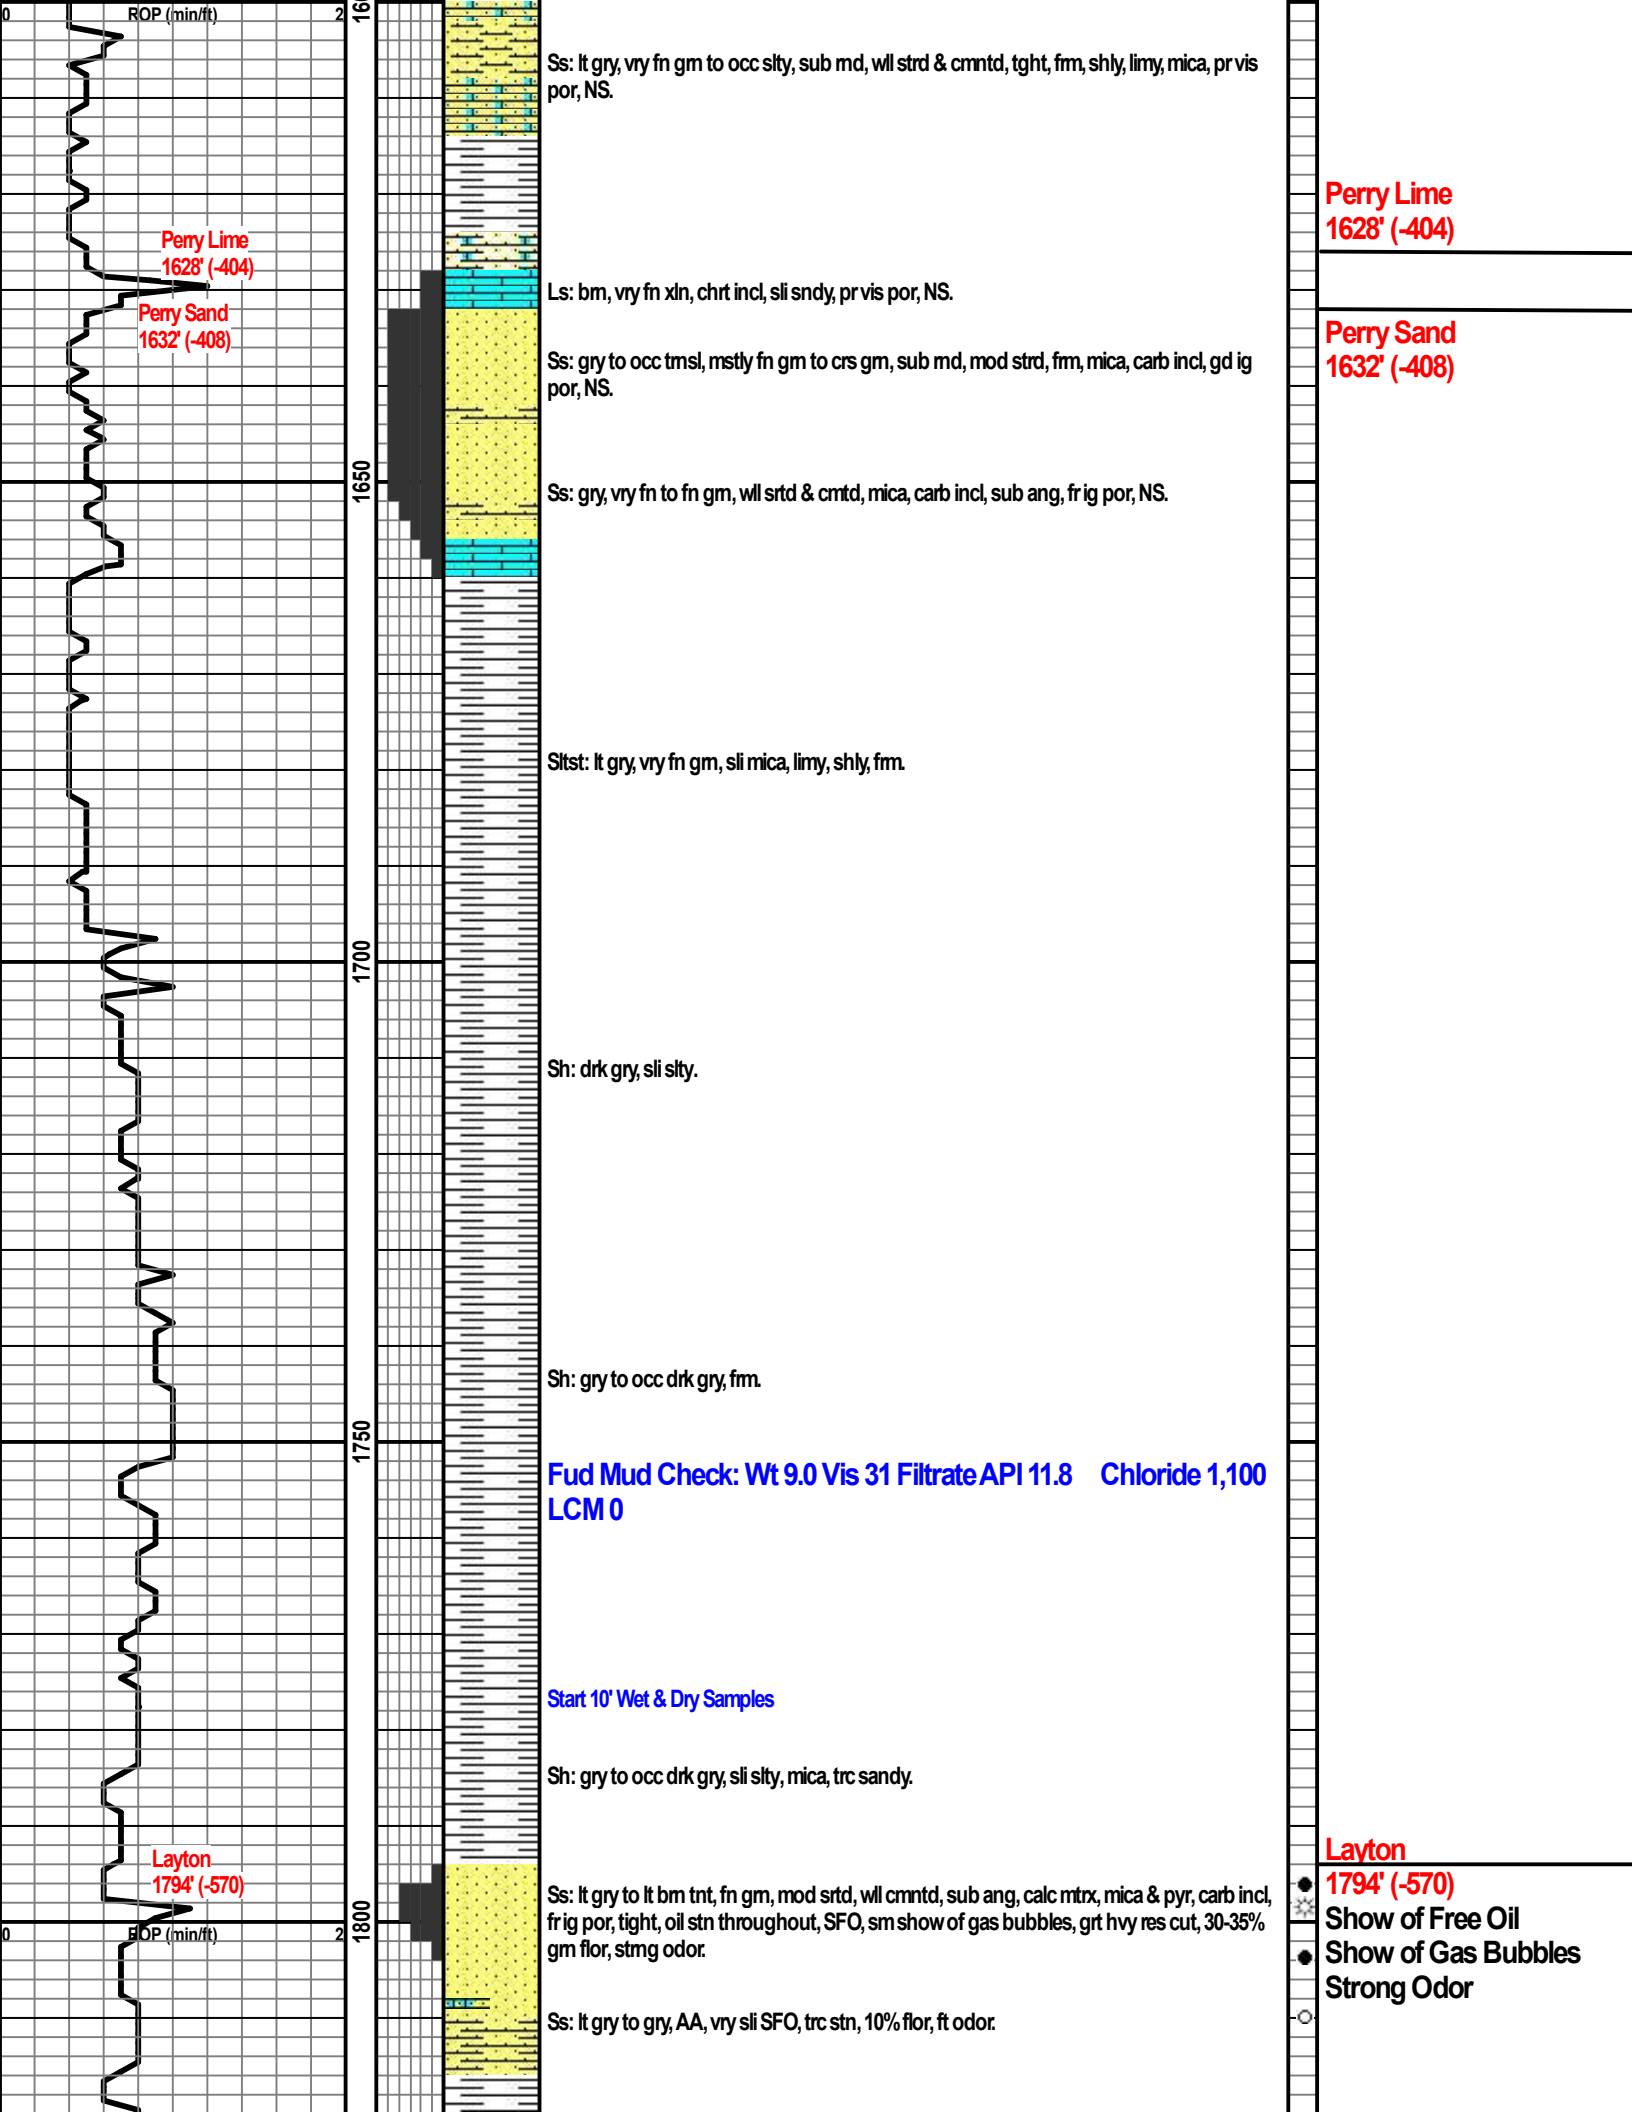 0 ROP (min/ft) 2
Ss: lt gry, vry fn grn to occ slty, sub rnd, wll strd & cmntd, tght, frm, shly, limy, mica, pr vis
por, NS.
Perry Lime
1628' (-404)
Perry Lime
1628' (-404)
Ls: brn, vry fn xln, chrt incl, sli sndy, pr vis por, NS.
Perry Sand
1632' (-408)
Perry Sand
1632' (-408)
Ss: gry to occ trnsl, mstly fn grn to crs grn, sub rnd, mod strd, frm, mica, carb incl, gd ig
por, NS.
1650
Ss: gry, vry fn to fn grn, wll srtd & cmtd, mica, carb incl, sub ang, fr ig por, NS.
Sltst: lt gry, vry fn grn, sli mica, limy, shly, frm.
1700
Sh: drk gry, sli slty.
Sh: gry to occ drk gry, frm.
1750
Fud Mud Check: Wt 9.0 Vis 31 Filtrate API 11.8 Chloride 1,100
LCM 0
Start 10' Wet & Dry Samples
Sh: gry to occ drk gry, sli slty, mica, trc sandy.
Layton
1794' (-570)
Layton
1794' (-570)
Show of Free Oil
Show of Gas Bubbles
Strong Odor
Ss: lt gry to lt brn tnt, fn grn, mod srtd, wll cmntd, sub ang, calc mtrx, mica & pyr, carb incl,
fr ig por, tight, oil stn throughout, SFO, sm show of gas bubbles, grt hvy res cut, 30-35%
grn flor, strng odor.
1800
0 ROP (min/ft) 2
Ss: lt gry to gry, AA, vry sli SFO, trc stn, 10% flor, ft odor.